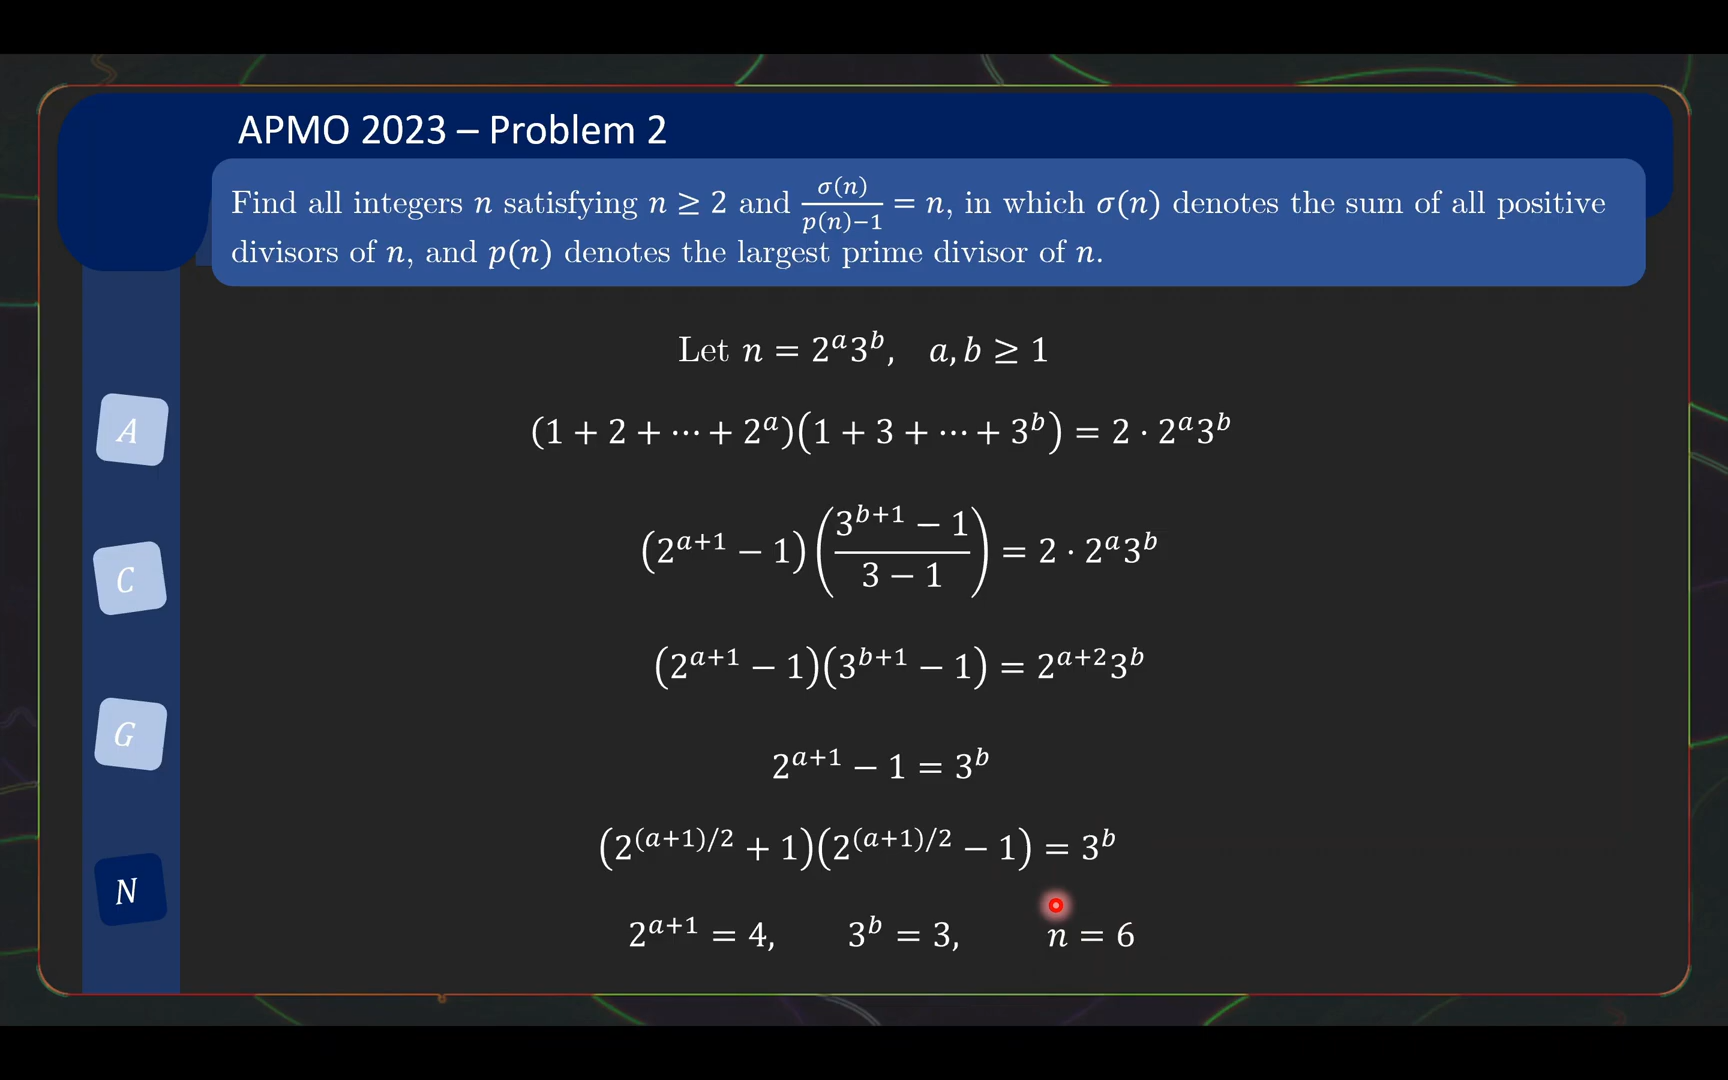 APMO 2023 – Problem 2
Find all integers n satisfying n ≥ 2 and σ(n)/(p(n)−1) = n, in which σ(n) denotes the sum of all positive
divisors of n, and p(n) denotes the largest prime divisor of n.
Let n = 2^a 3^b, a, b ≥ 1
(1 + 2 + ⋯ + 2^a)(1 + 3 + ⋯ + 3^b) = 2 · 2^a 3^b
(2^{a+1} − 1)((3^{b+1} − 1)/(3 − 1)) = 2 · 2^a 3^b
(2^{a+1} − 1)(3^{b+1} − 1) = 2^{a+2} 3^b
2^{a+1} − 1 = 3^b
(2^{(a+1)/2} + 1)(2^{(a+1)/2} − 1) = 3^b
2^{a+1} = 4, 3^b = 3, n = 6
A
C
G
N